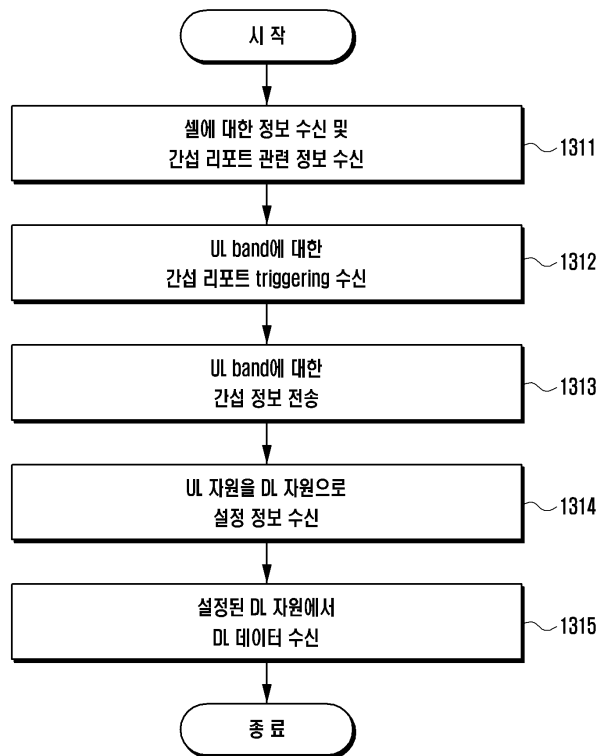 시 작
셀에 대한 정보 수신 및
간섭 리포트 관련 정보 수신
1311
UL band에 대한
간섭 리포트 triggering 수신
1312
UL band에 대한
간섭 정보 전송
1313
UL 자원을 DL 자원으로
설정 정보 수신
1314
설정된 DL 자원에서
DL 데이터 수신
1315
종 료